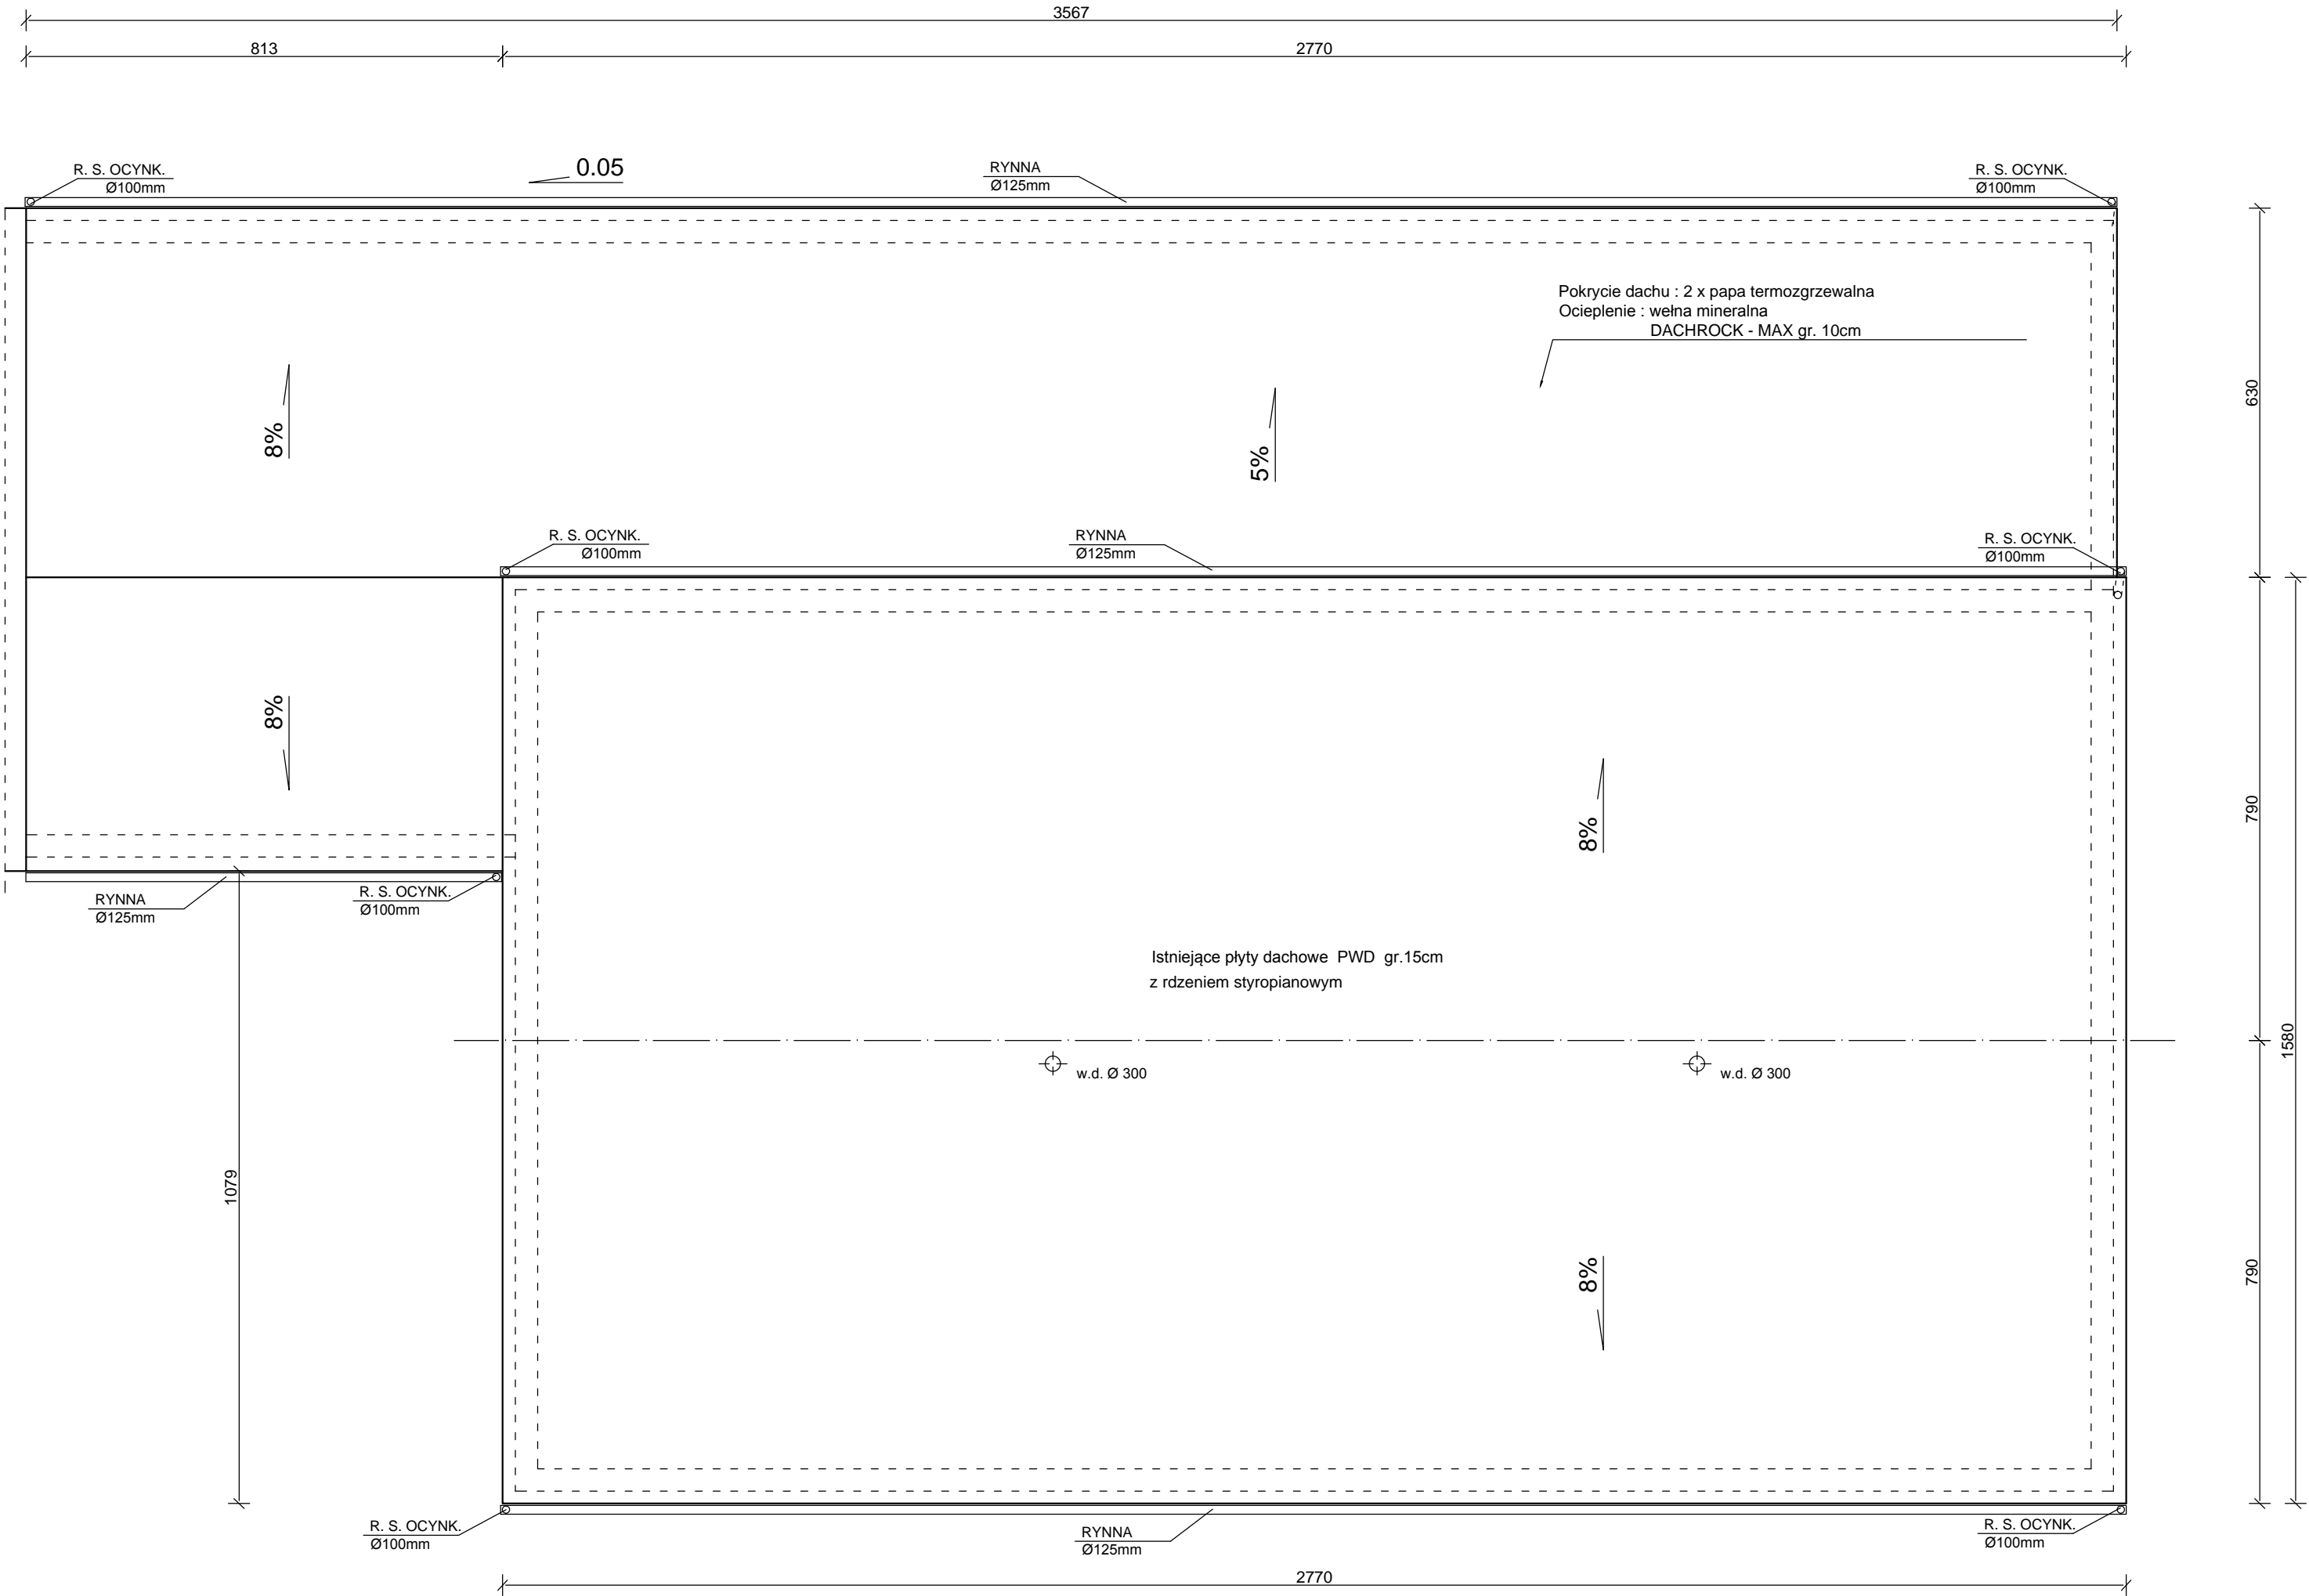 3567
813
2770
R. S. OCYNK.
Ø100mm
0.05
RYNNA
Ø125mm
R. S. OCYNK.
Ø100mm
Pokrycie dachu : 2 x papa termozgrzewalna
Ocieplenie : wełna mineralna
DACHROCK - MAX gr. 10cm
630
8%
5%
R. S. OCYNK.
Ø100mm
RYNNA
Ø125mm
R. S. OCYNK.
Ø100mm
8%
790
8%
RYNNA
Ø125mm
R. S. OCYNK.
Ø100mm
Istniejące płyty dachowe PWD gr.15cm
z rdzeniem styropianowym
1580
w.d. Ø 300
w.d. Ø 300
1079
8%
790
R. S. OCYNK.
Ø100mm
RYNNA
Ø125mm
R. S. OCYNK.
Ø100mm
2770